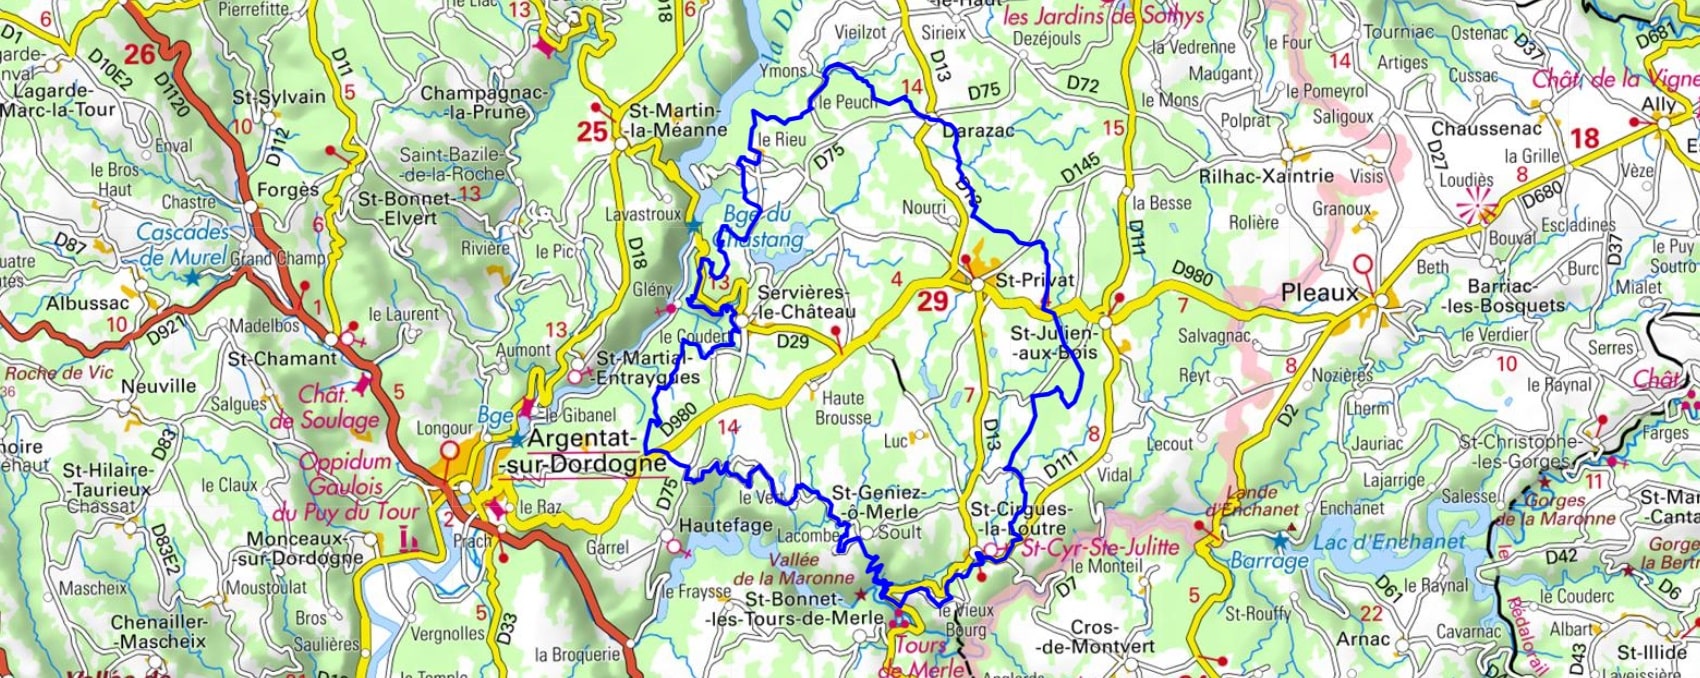 Pierrefitte
13
D18
6
-le-Haut
les Jardins de Sothys
Vieilzot
Sirieix
Dezéjouls
la Vedrenne
le Four
Tourniac
Ostenac
D37
D687
D1
6
26
D10E2
D1120
D11
5
la Do
Ymons
D13
14
D75
D72
Maugant
14
Artiges
Cussac
Chât. de la Vigne
Lagarde-
Marc-la-Tour
St-Sylvain
10
D112
Champagnac-
la-Prune
St-Martin-
-la-Méanne
25
le Peuch
le Mons
le Pomeyrol
Saligoux
Polprat
Ally
Chaussenac
18
Enval
le Bros
Haut
Saint-Bazile-
-de-la-Roche
13
le Rieu
D75
Darazac
15
D145
D13
Rilhac-Xaintrie
Visis
D27
la Grille
8
Loudiès
D680
Vèze
Forgès
Chastre
St-Bonnet-
Elvert
6
Lavastroux
Bge du
Chastang
Nourri
la Besse
Rolière
Granoux
Escladines
Bouval
D37
D87
Cascades
de Murel
Grand Champ
Rivière
le Pic
D18
D111
le Puy
Soutro
Albussac
10
D921
1
Madelbos
le Laurent
Glény
13
Servières-
-le-Château
4
29
St-Privat
D980
7
Pleaux
Beth
Burc
Barriac-
-les-Bosquets
Mialet
St-Chamant
Aumont
13
le Couderc
D29
St-Julien-
-aux-Bois
Salvagnac
le Verdier
Serres
Roche de Vic
36
Neuville
Chât.
de Soulage
5
St-Martial-
-Entraygues
Haute
Brousse
7
Reyt
8
Nozières
10
le Raynal
Chât.
Salgues
Longour
Bge
le Gibanel
D980
14
Luc
D13
8
Lecout
D2
Lherm
Jauriac
St-Christophe-
-les-Gorges
Farges
D83
St-Hilaire-
-Taurieux
Chassat
le Claux
Oppidum
Gaulois
du Puy du Tour
Argentat-
-sur-Dordogne
le Raz
D75
le Vert
St-Geniez-
-ô-Merle
D111
Vidal
Lande
d'Enchanet
Lajarrige
Enchanet
Salesse
Gorges
de la Maronne
11
St-Mar
-Canta
D83E2
Monceaux-
-sur-Dordogne
2
Prach
Garrel
Hautefage
Lacombe
Soult
St-Cirgues-
-la-Loutre
St-Cyr-Ste-Julitte
le Monteil
Barrage
Lac d'Enchanet
D42
Gorge
de la Bertr
Mascheix
Moustoulat
Vallée
de la Maronne
le Fraysse
D7
D61
le Raynal
le Couderc
D6
Chenailler-
-Mascheix
Bros
Saulières
5
Vergnolles
D33
St-Bonnet-
-les-Tours-de-Merle
le Vieux
Bourg
5
St-Rouffy
22
Arnac
Cavarnac
Albart
D43
St-Illide
la Broquerie
Tours
de Merle
Cros-
-de-Montvert
Vallée de